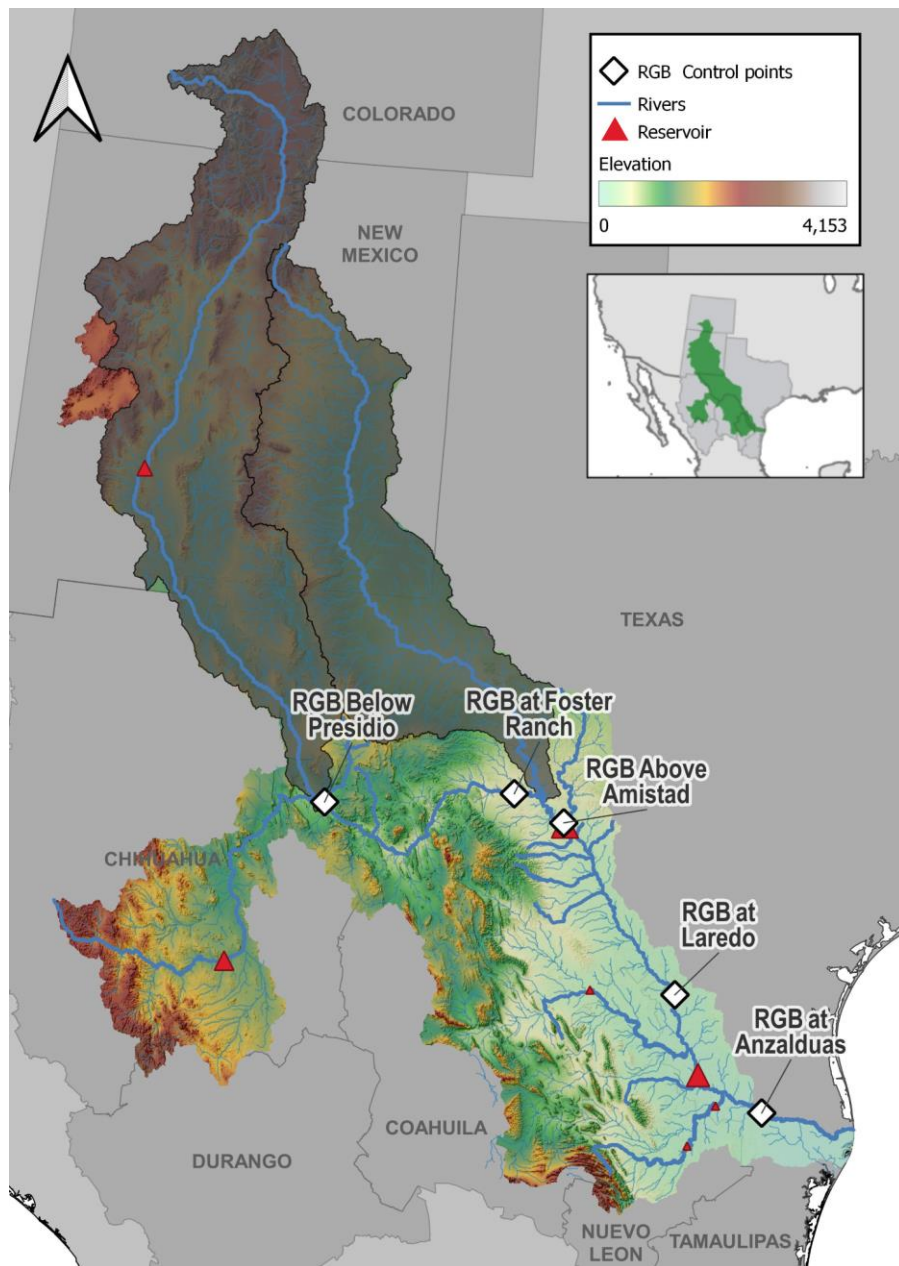 RGB Control points
Rivers
Reservoir
Elevation
0 4,153
COLORADO
NEW
MEXICO
TEXAS
RGB Below
Presidio
RGB at Foster
Ranch
RGB Above
Amistad
CHIHUAHUA
RGB at
Laredo
RGB at
Anzalduas
COAHUILA
DURANGO
NUEVO
LEON
TAMAULIPAS